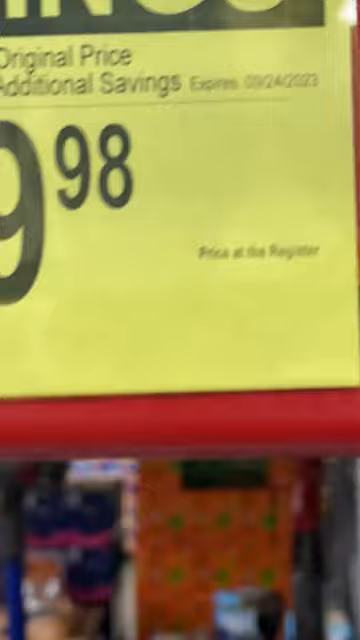 Original Price
Additional Savings Expires: 09/24/2023
9 98
Price at the Register